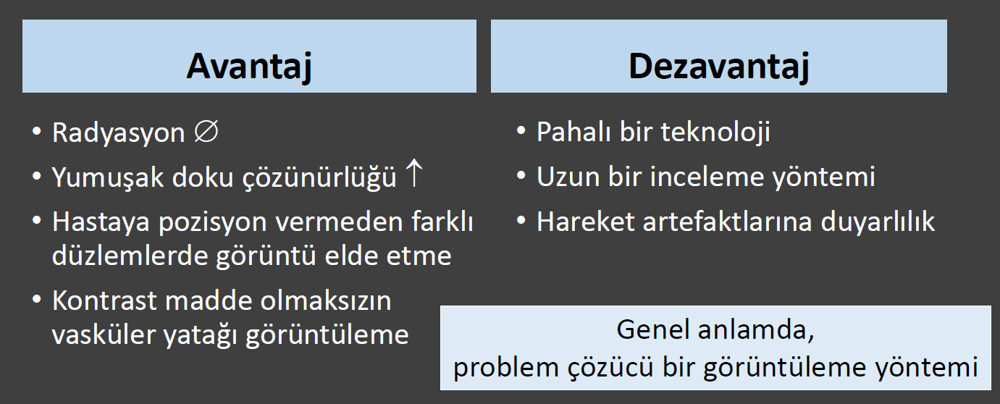 Avantaj
• Radyasyon ∅
• Yumuşak doku çözünürlüğü ↑
• Hastaya pozisyon vermeden farklı
düzlemlerde görüntü elde etme
• Kontrast madde olmaksızın
vasküler yatağı görüntüleme
Dezavantaj
• Pahalı bir teknoloji
• Uzun bir inceleme yöntemi
• Hareket artefaktlarına duyarlılık
Genel anlamda,
problem çözücü bir görüntüleme yöntemi